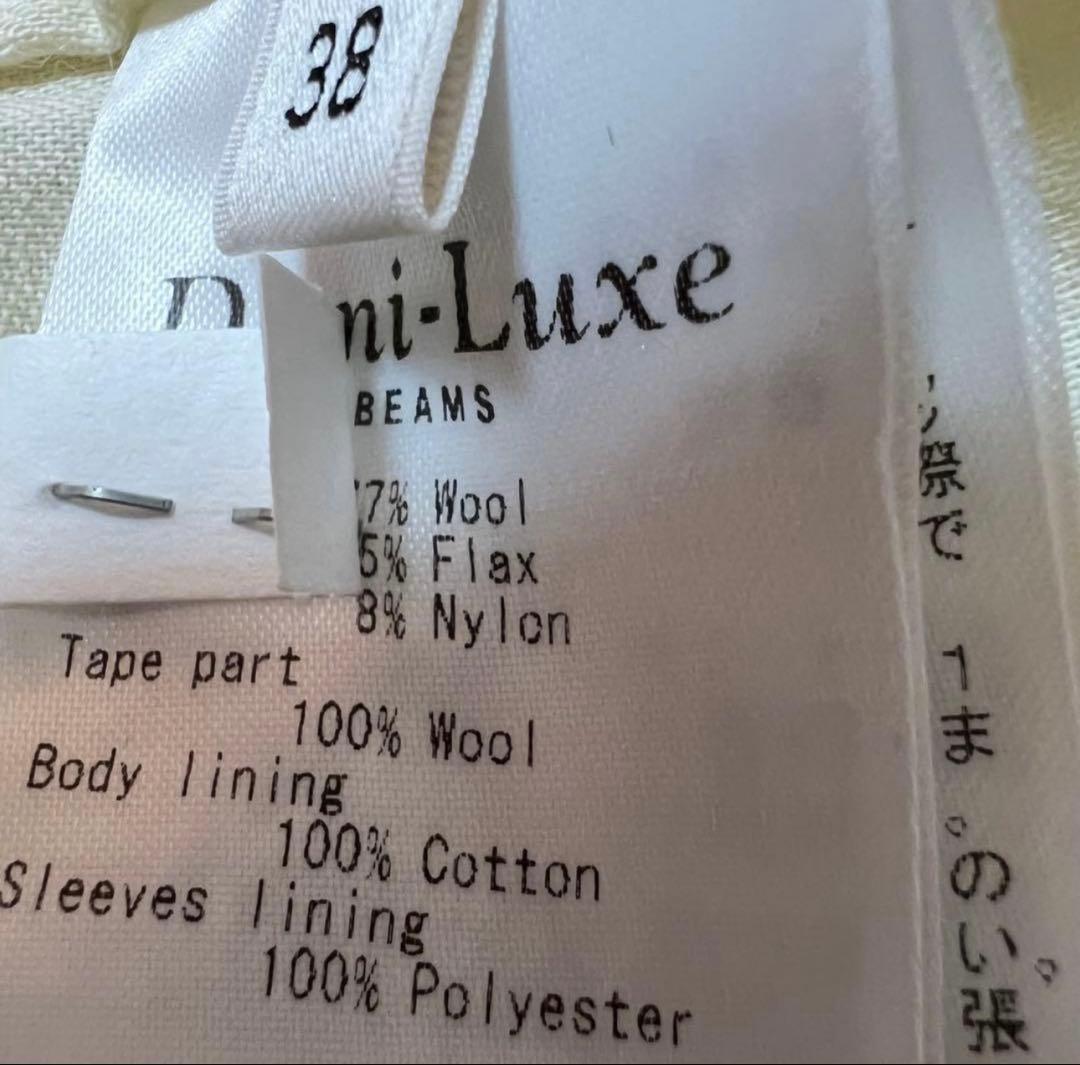 38
ni-Luxe
BEAMS
7% Wool
5% Flax
8% Nylon
Tape part
100% Wool
Body lining
100% Cotton
Sleeves lining
100% Polyester
際で
ま
。の
い張